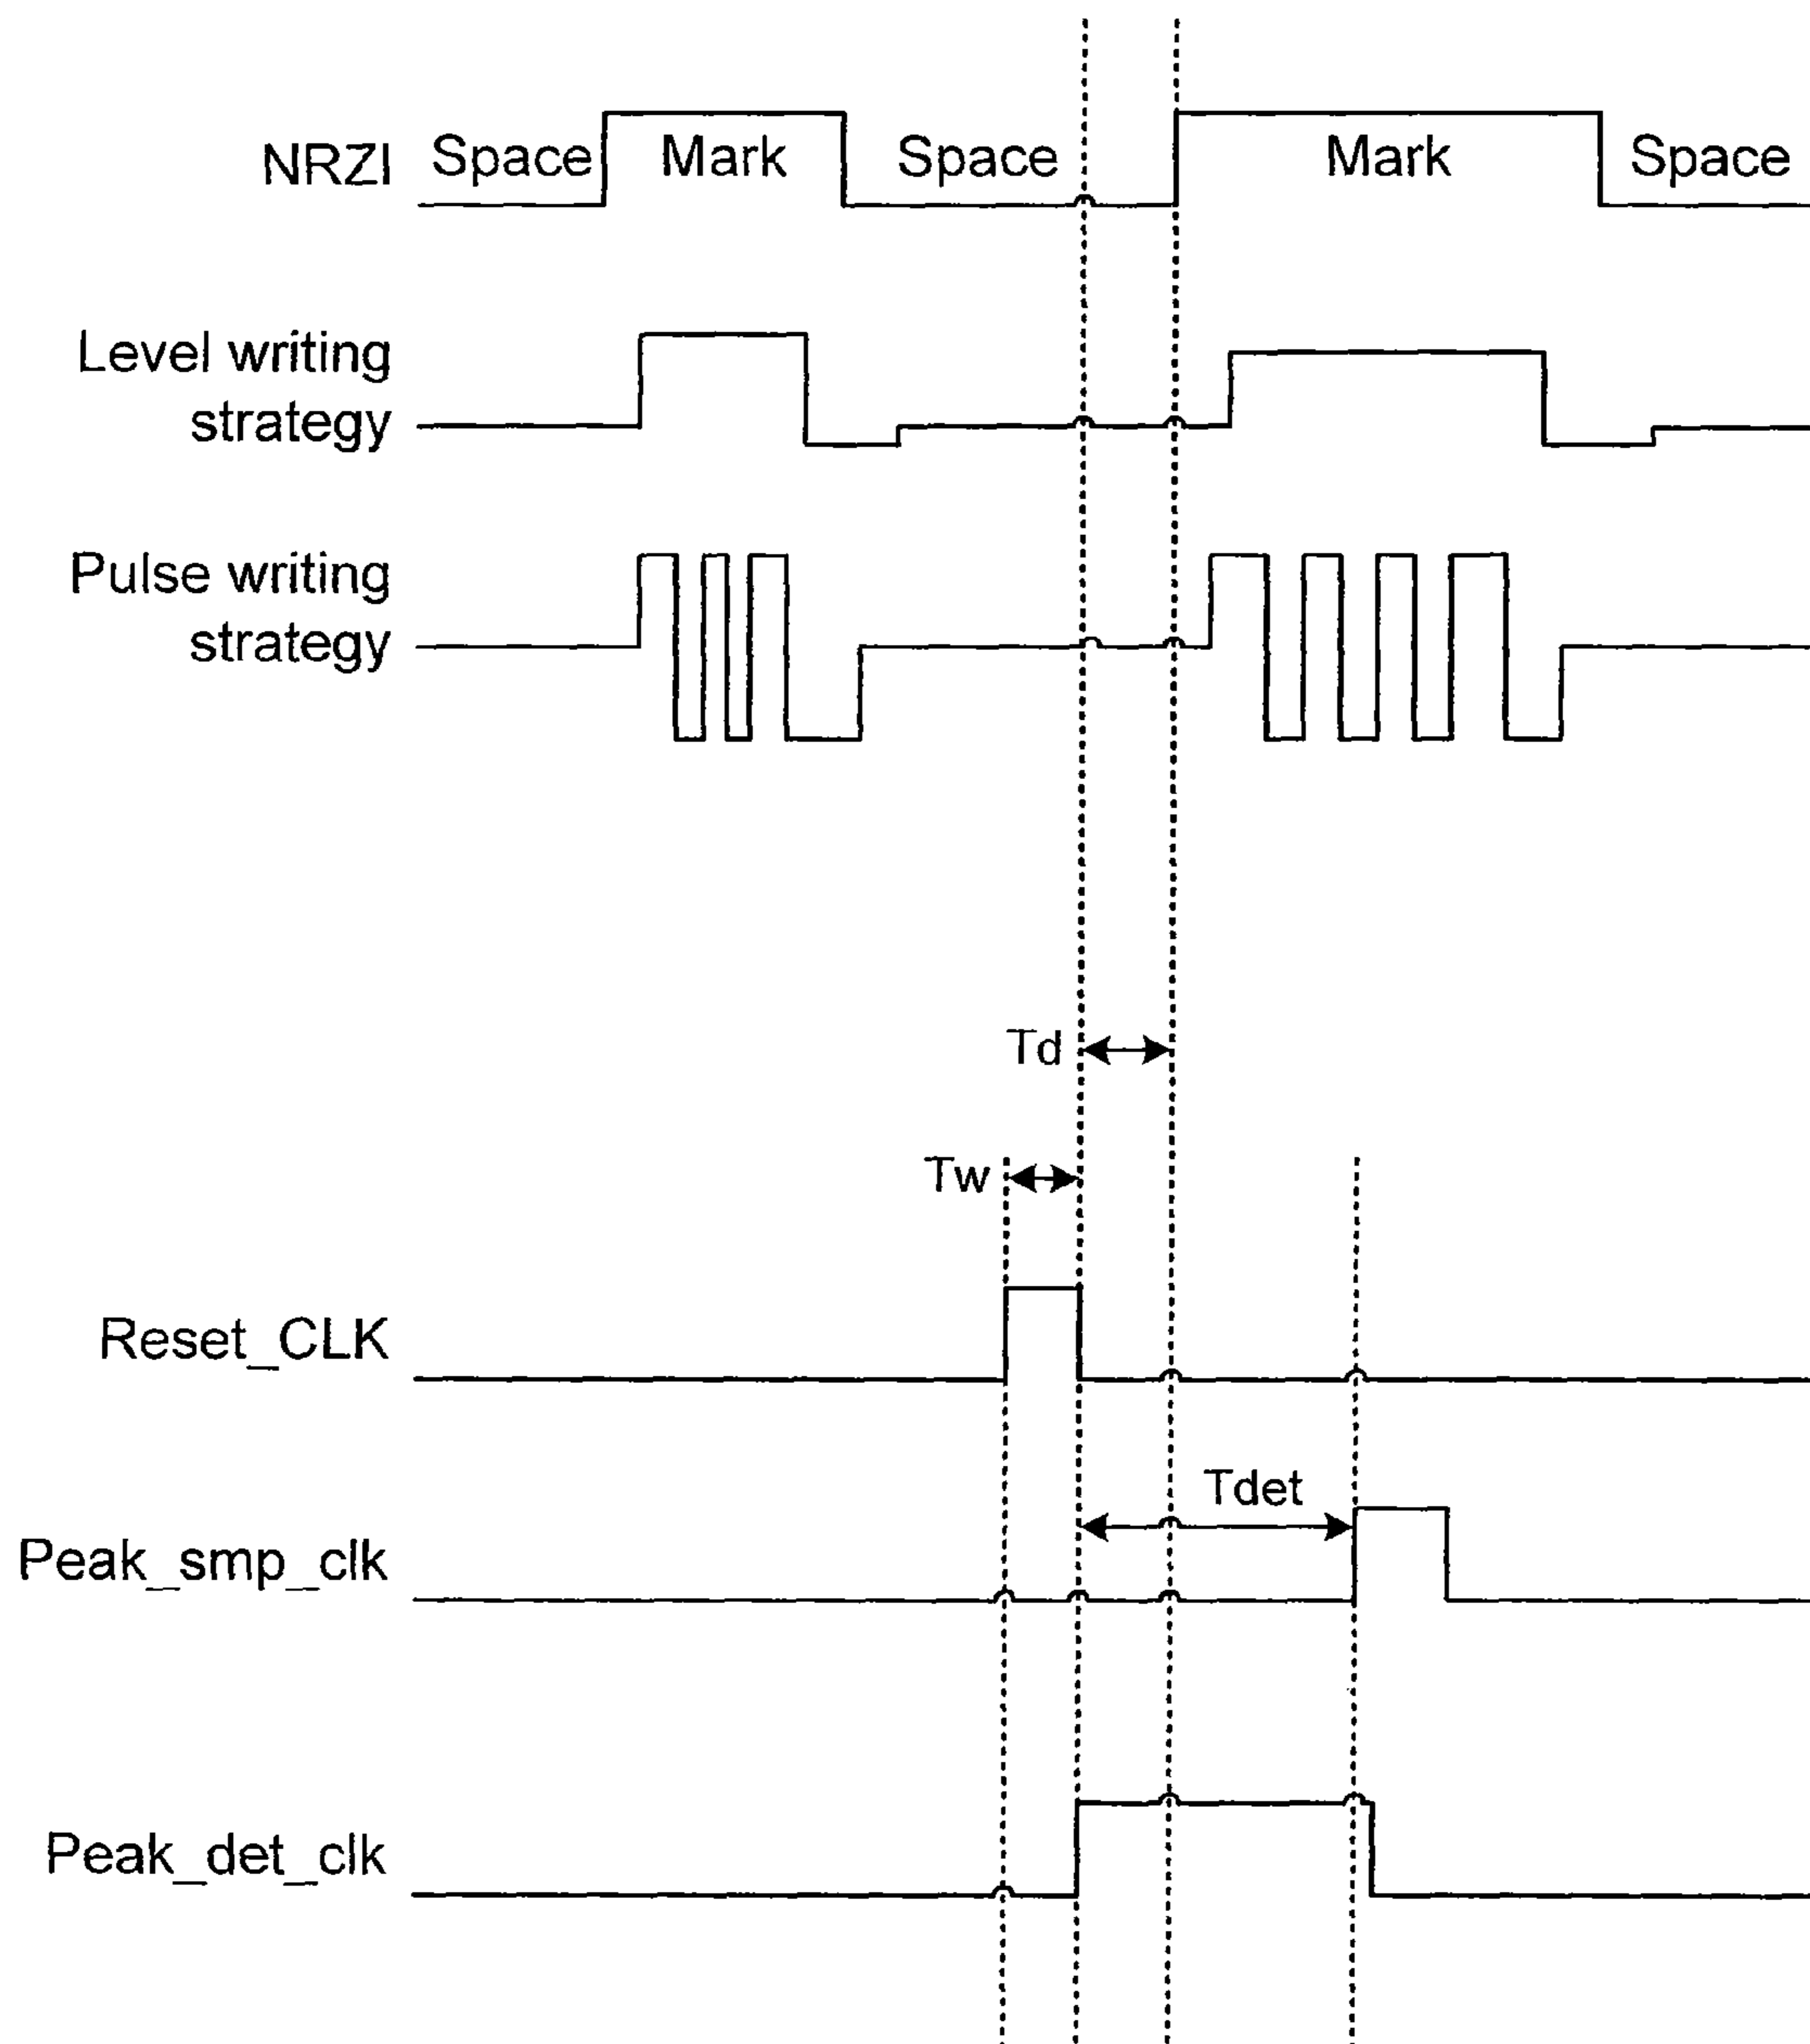 NRZI Space Mark Space Mark Space
Level writing
strategy
Pulse writing
strategy
Td
Tw
Reset_CLK
Tdet
Peak_smp_clk
Peak_det_clk